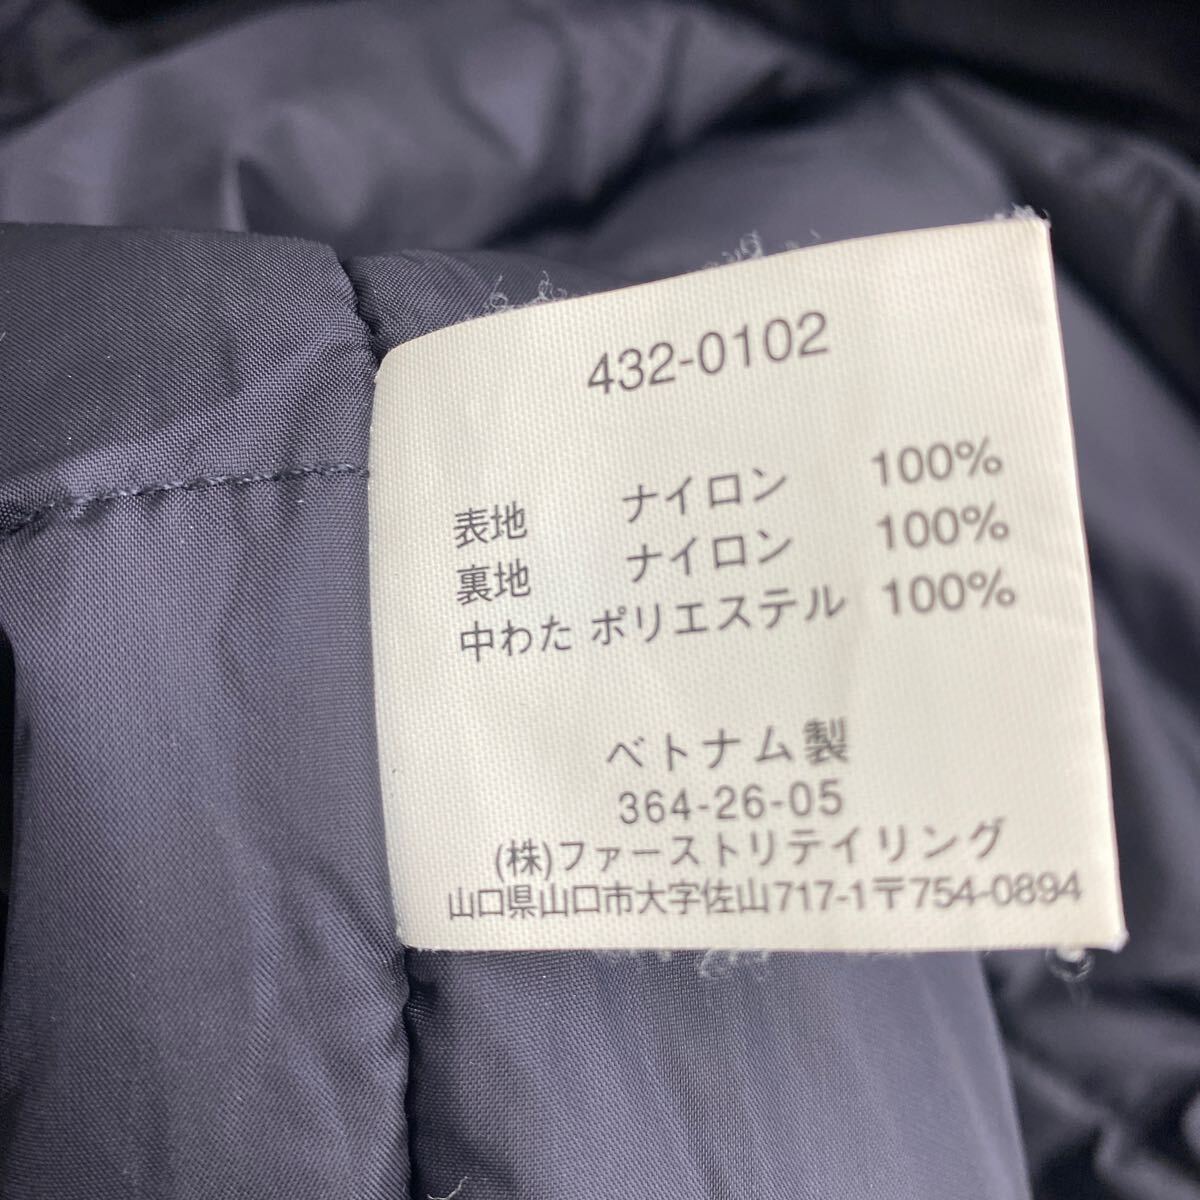 432-0102
表地 ナイロン 100%
裏地 ナイロン 100%
中わた ポリエステル 100%
ベトナム製
364-26-05
(株)ファーストリテイリング
山口県山口市大字佐山717-1〒754-0894